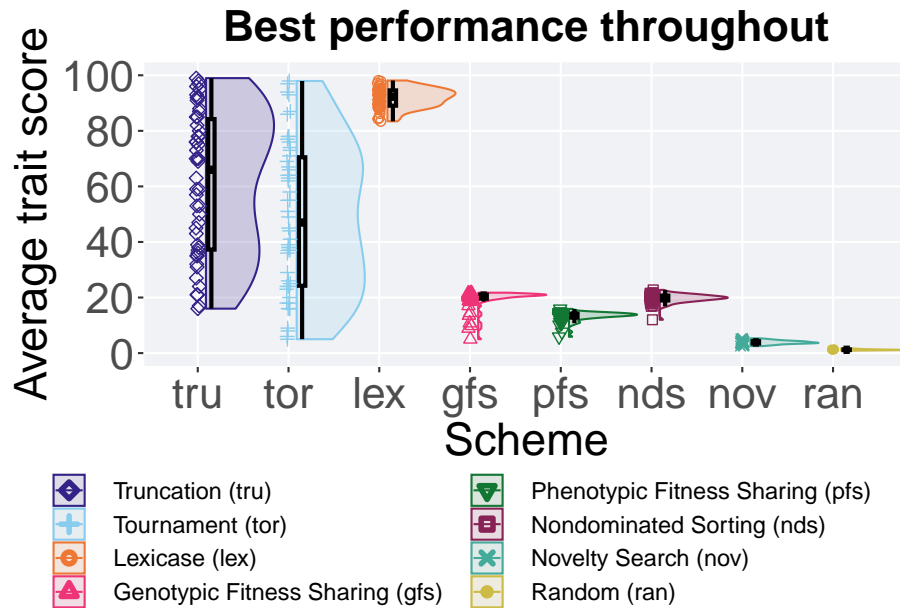 Best performance throughout
Average trait score
100
80
60
40
20
0
tru tor lex gfs pfs nds nov ran
Scheme
Truncation (tru)
Tournament (tor)
Lexicase (lex)
Genotypic Fitness Sharing (gfs)
Phenotypic Fitness Sharing (pfs)
Nondominated Sorting (nds)
Novelty Search (nov)
Random (ran)